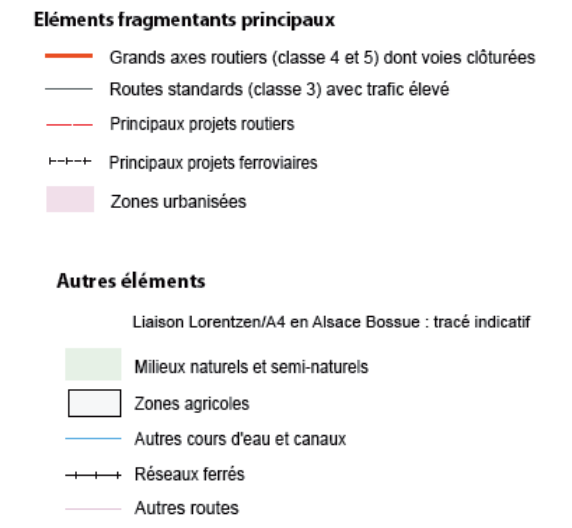 Eléments fragmentants principaux
Grands axes routiers (classe 4 et 5) dont voies clôturées
Routes standards (classe 3) avec trafic élevé
Principaux projets routiers
Principaux projets ferroviaires
Zones urbanisées
Autres éléments
Liaison Lorentzen/A4 en Alsace Bossue : tracé indicatif
Milieux naturels et semi-naturels
Zones agricoles
Autres cours d'eau et canaux
Réseaux ferrés
Autres routes